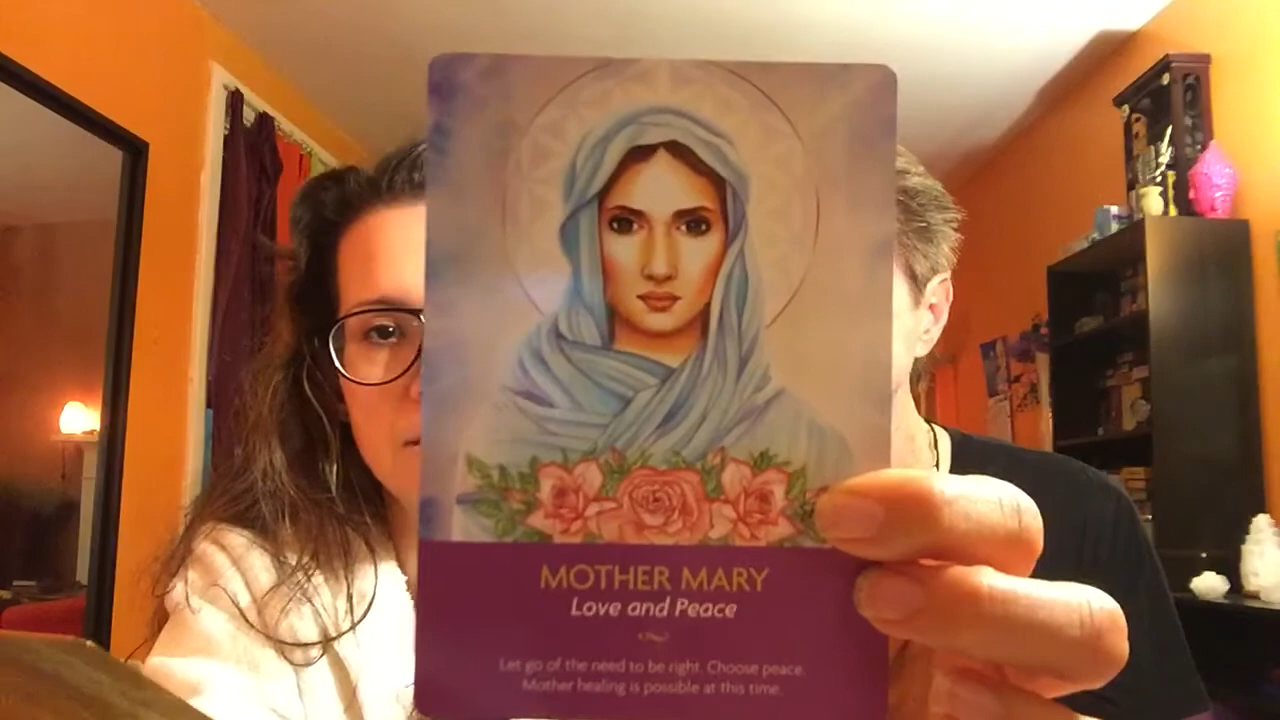 MOTHER MARY
Love and Peace
Let go of the need to be right. Choose peace.
Mother healing is possible at this time.